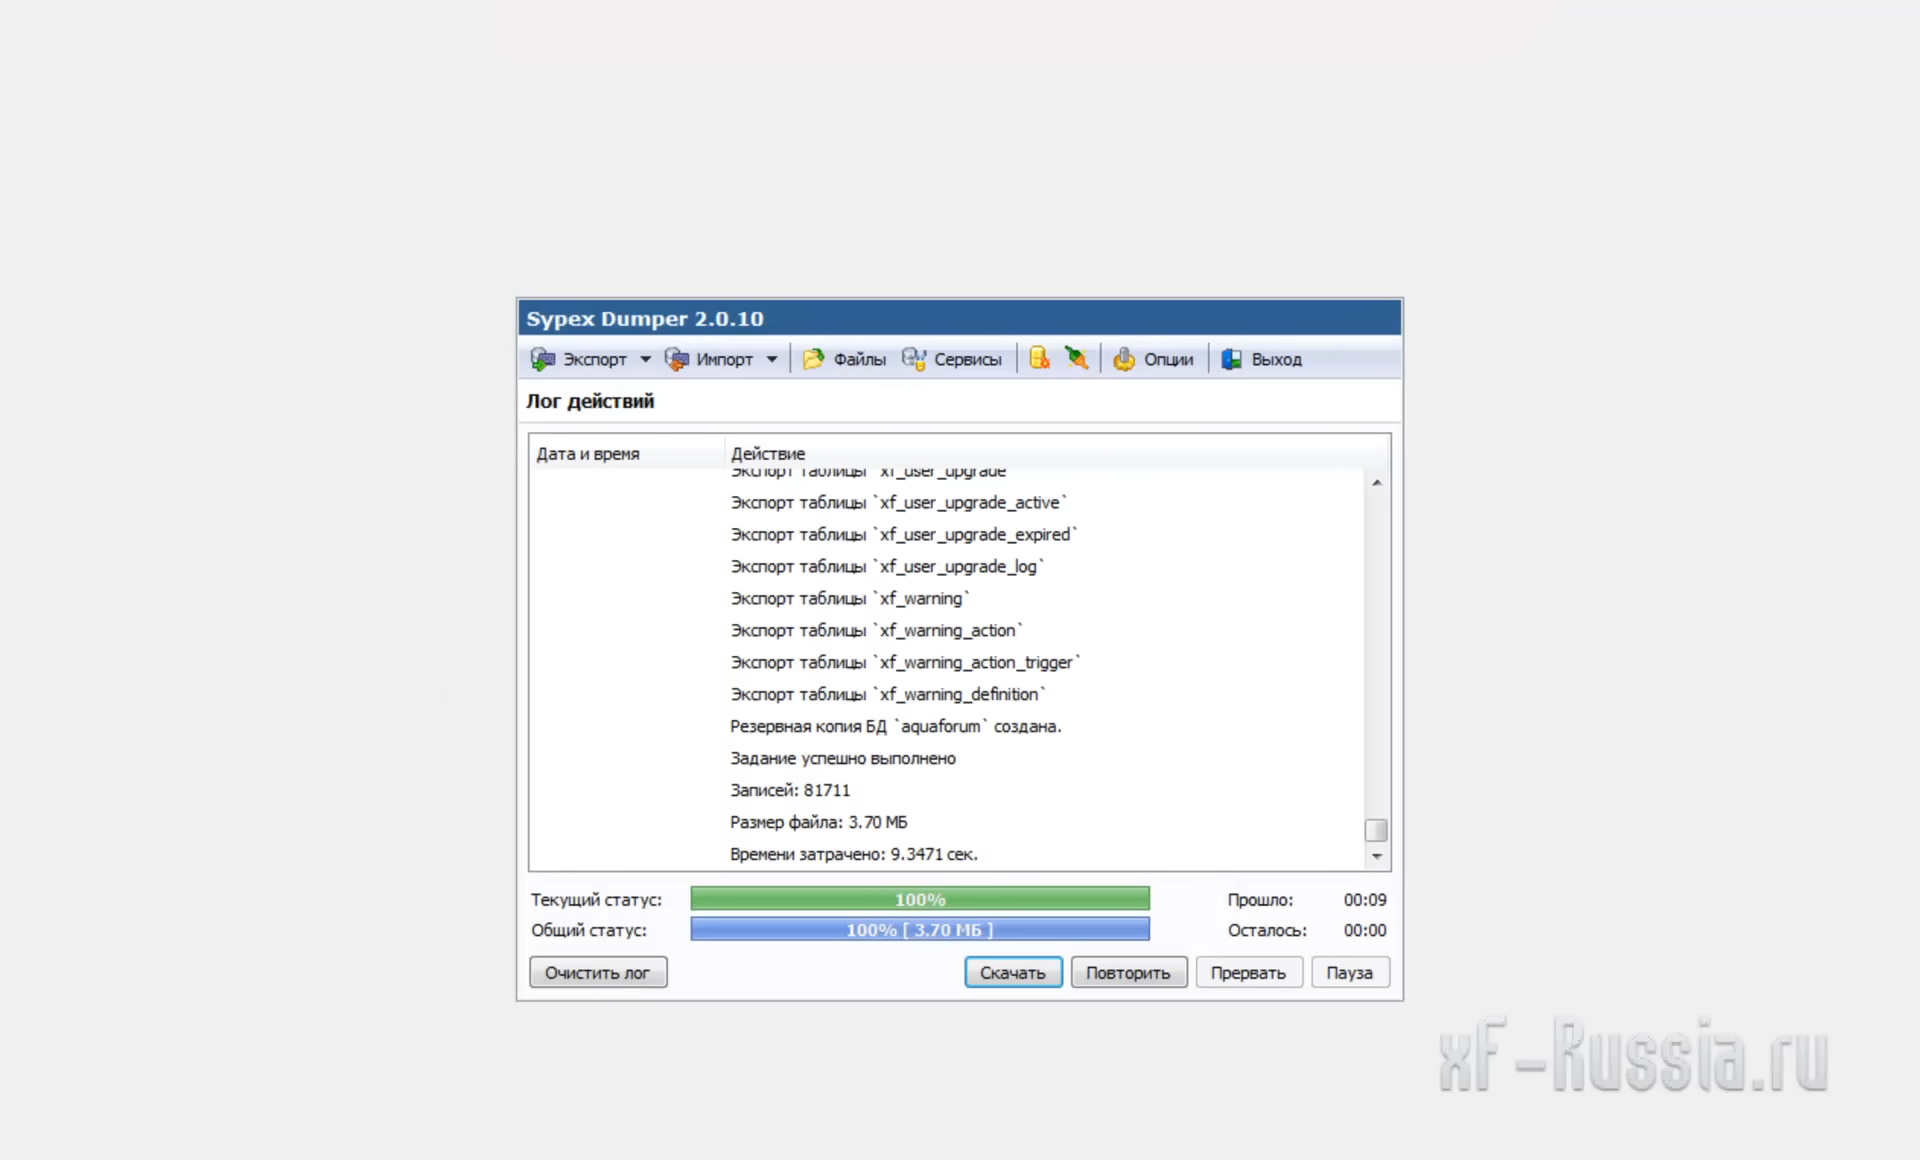 Sypex Dumper 2.0.10
Экспорт Импорт Файлы Сервисы Опции Выход
Лог действий
Дата и время Действие
Экспорт таблицы `xf_user_upgrade`
Экспорт таблицы `xf_user_upgrade_active`
Экспорт таблицы `xf_user_upgrade_expired`
Экспорт таблицы `xf_user_upgrade_log`
Экспорт таблицы `xf_warning`
Экспорт таблицы `xf_warning_action`
Экспорт таблицы `xf_warning_action_trigger`
Экспорт таблицы `xf_warning_definition`
Резервная копия БД `aquaforum` создана.
Задание успешно выполнено
Записей: 81711
Размер файла: 3.70 МБ
Времени затрачено: 9.3471 сек.
Текущий статус: 100% Прошло: 00:09
Общий статус: 100% [ 3.70 МБ ] Осталось: 00:00
Очистить лог Скачать Повторить Прервать Пауза
xF-Russia.ru